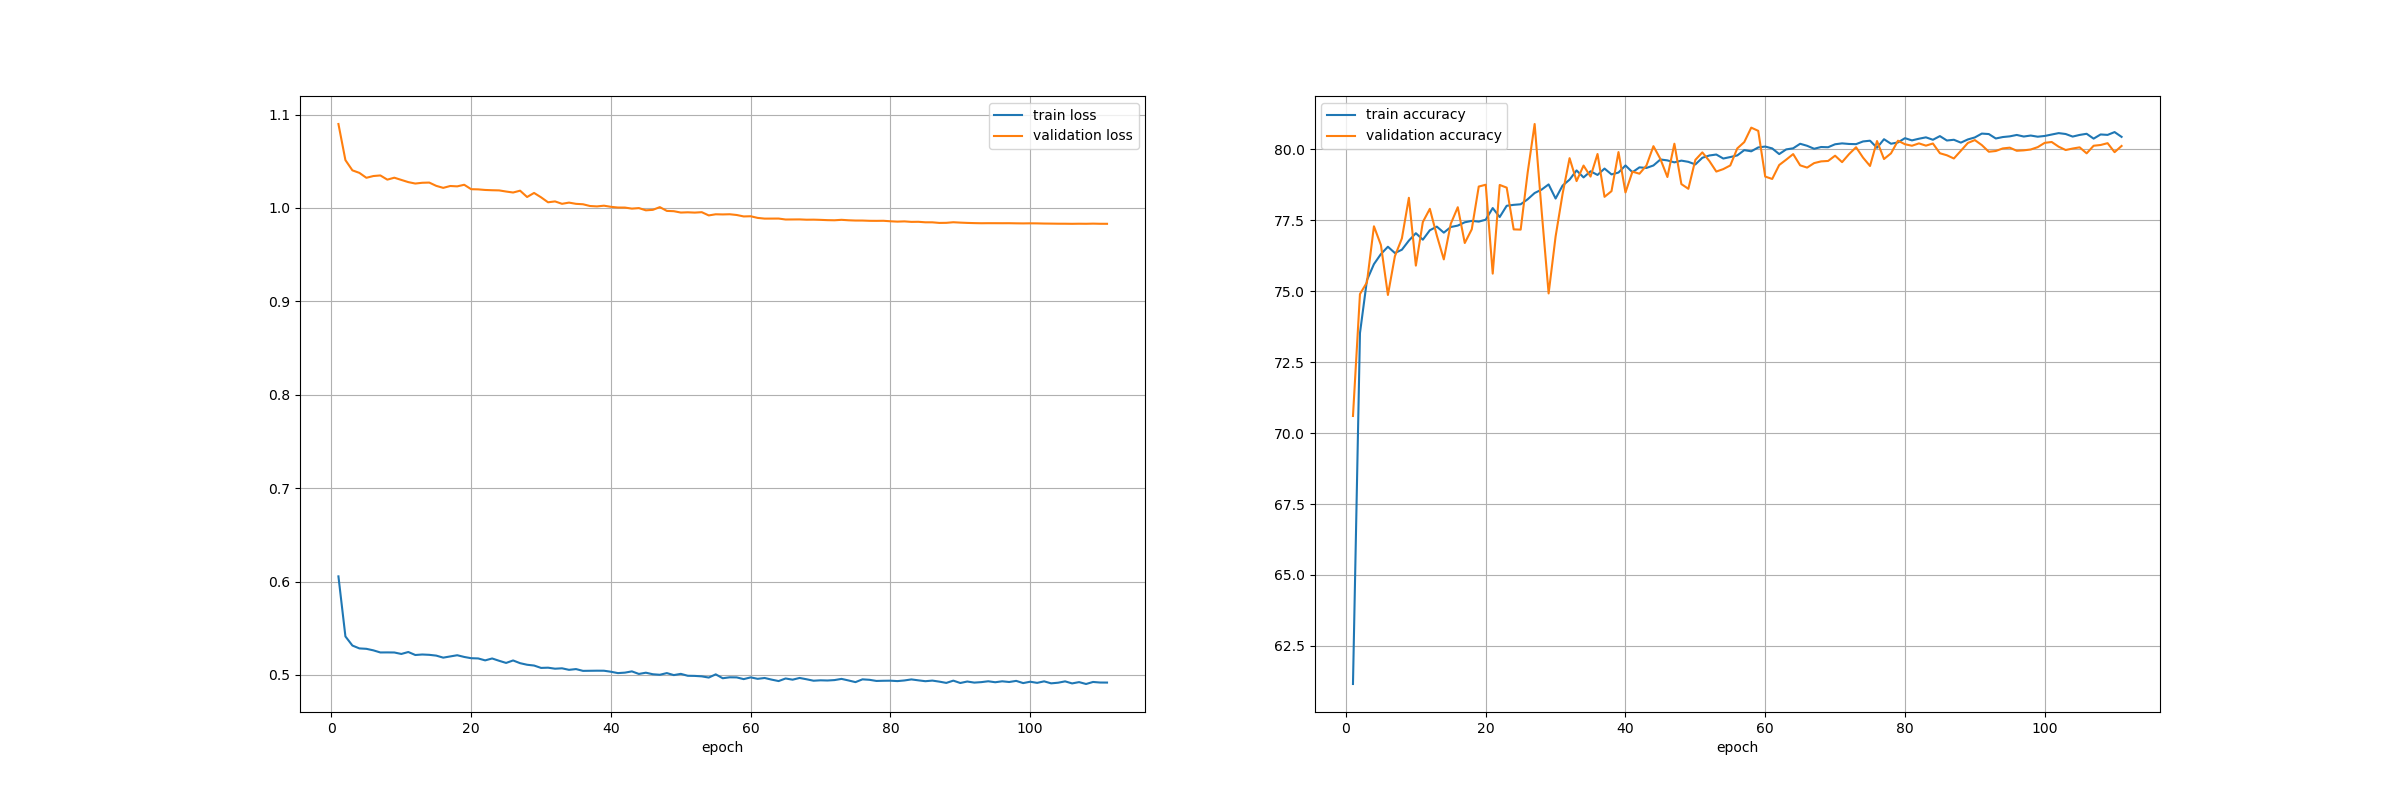 train loss
validation loss
1.1
1.0
0.9
0.8
0.7
0.6
0.5
0 20 40 60 80 100
epoch
train accuracy
validation accuracy
80.0
77.5
75.0
72.5
70.0
67.5
65.0
62.5
0 20 40 60 80 100
epoch